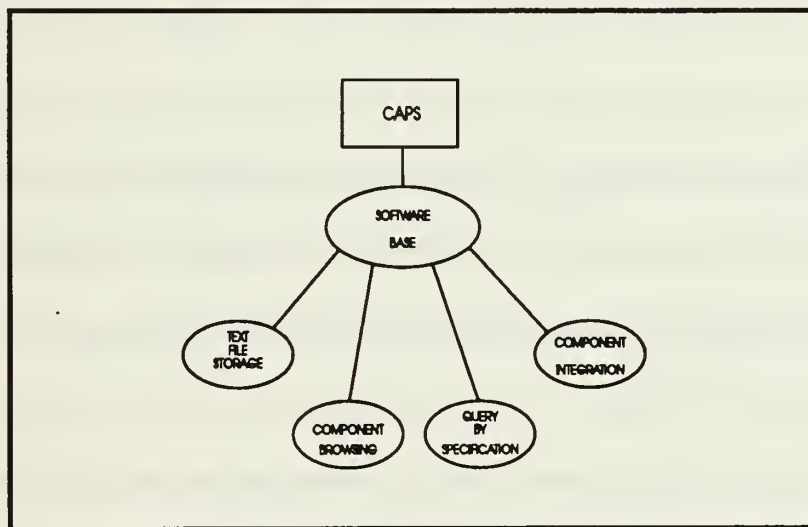 CAPS
SOFTWARE
BASE
TEXT
FILE
STORAGE
COMPONENT
INTEGRATION
COMPONENT
BROWSING
QUERY
BY
SPECIFICATION